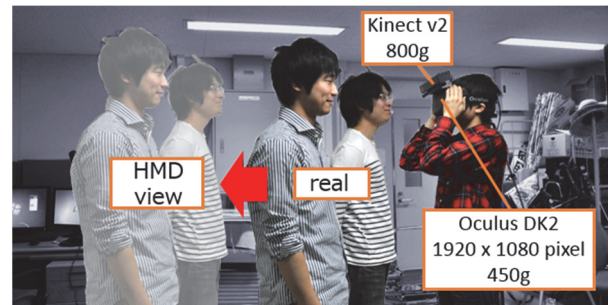 Kinect v2
800g
HMD
view
real
Oculus DK2
1920 x 1080 pixel
450g